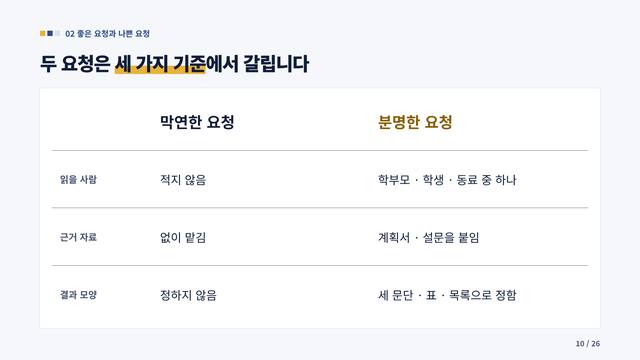 02 좋은 요청과 나쁜 요청
두 요청은 세 가지 기준에서 갈립니다
막연한 요청 분명한 요청
읽을 사람 적지 않음 학부모 · 학생 · 동료 중 하나
근거 자료 없이 맡김 계획서 · 설문을 붙임
결과 모양 정하지 않음 세 문단 · 표 · 목록으로 정함
10 / 26